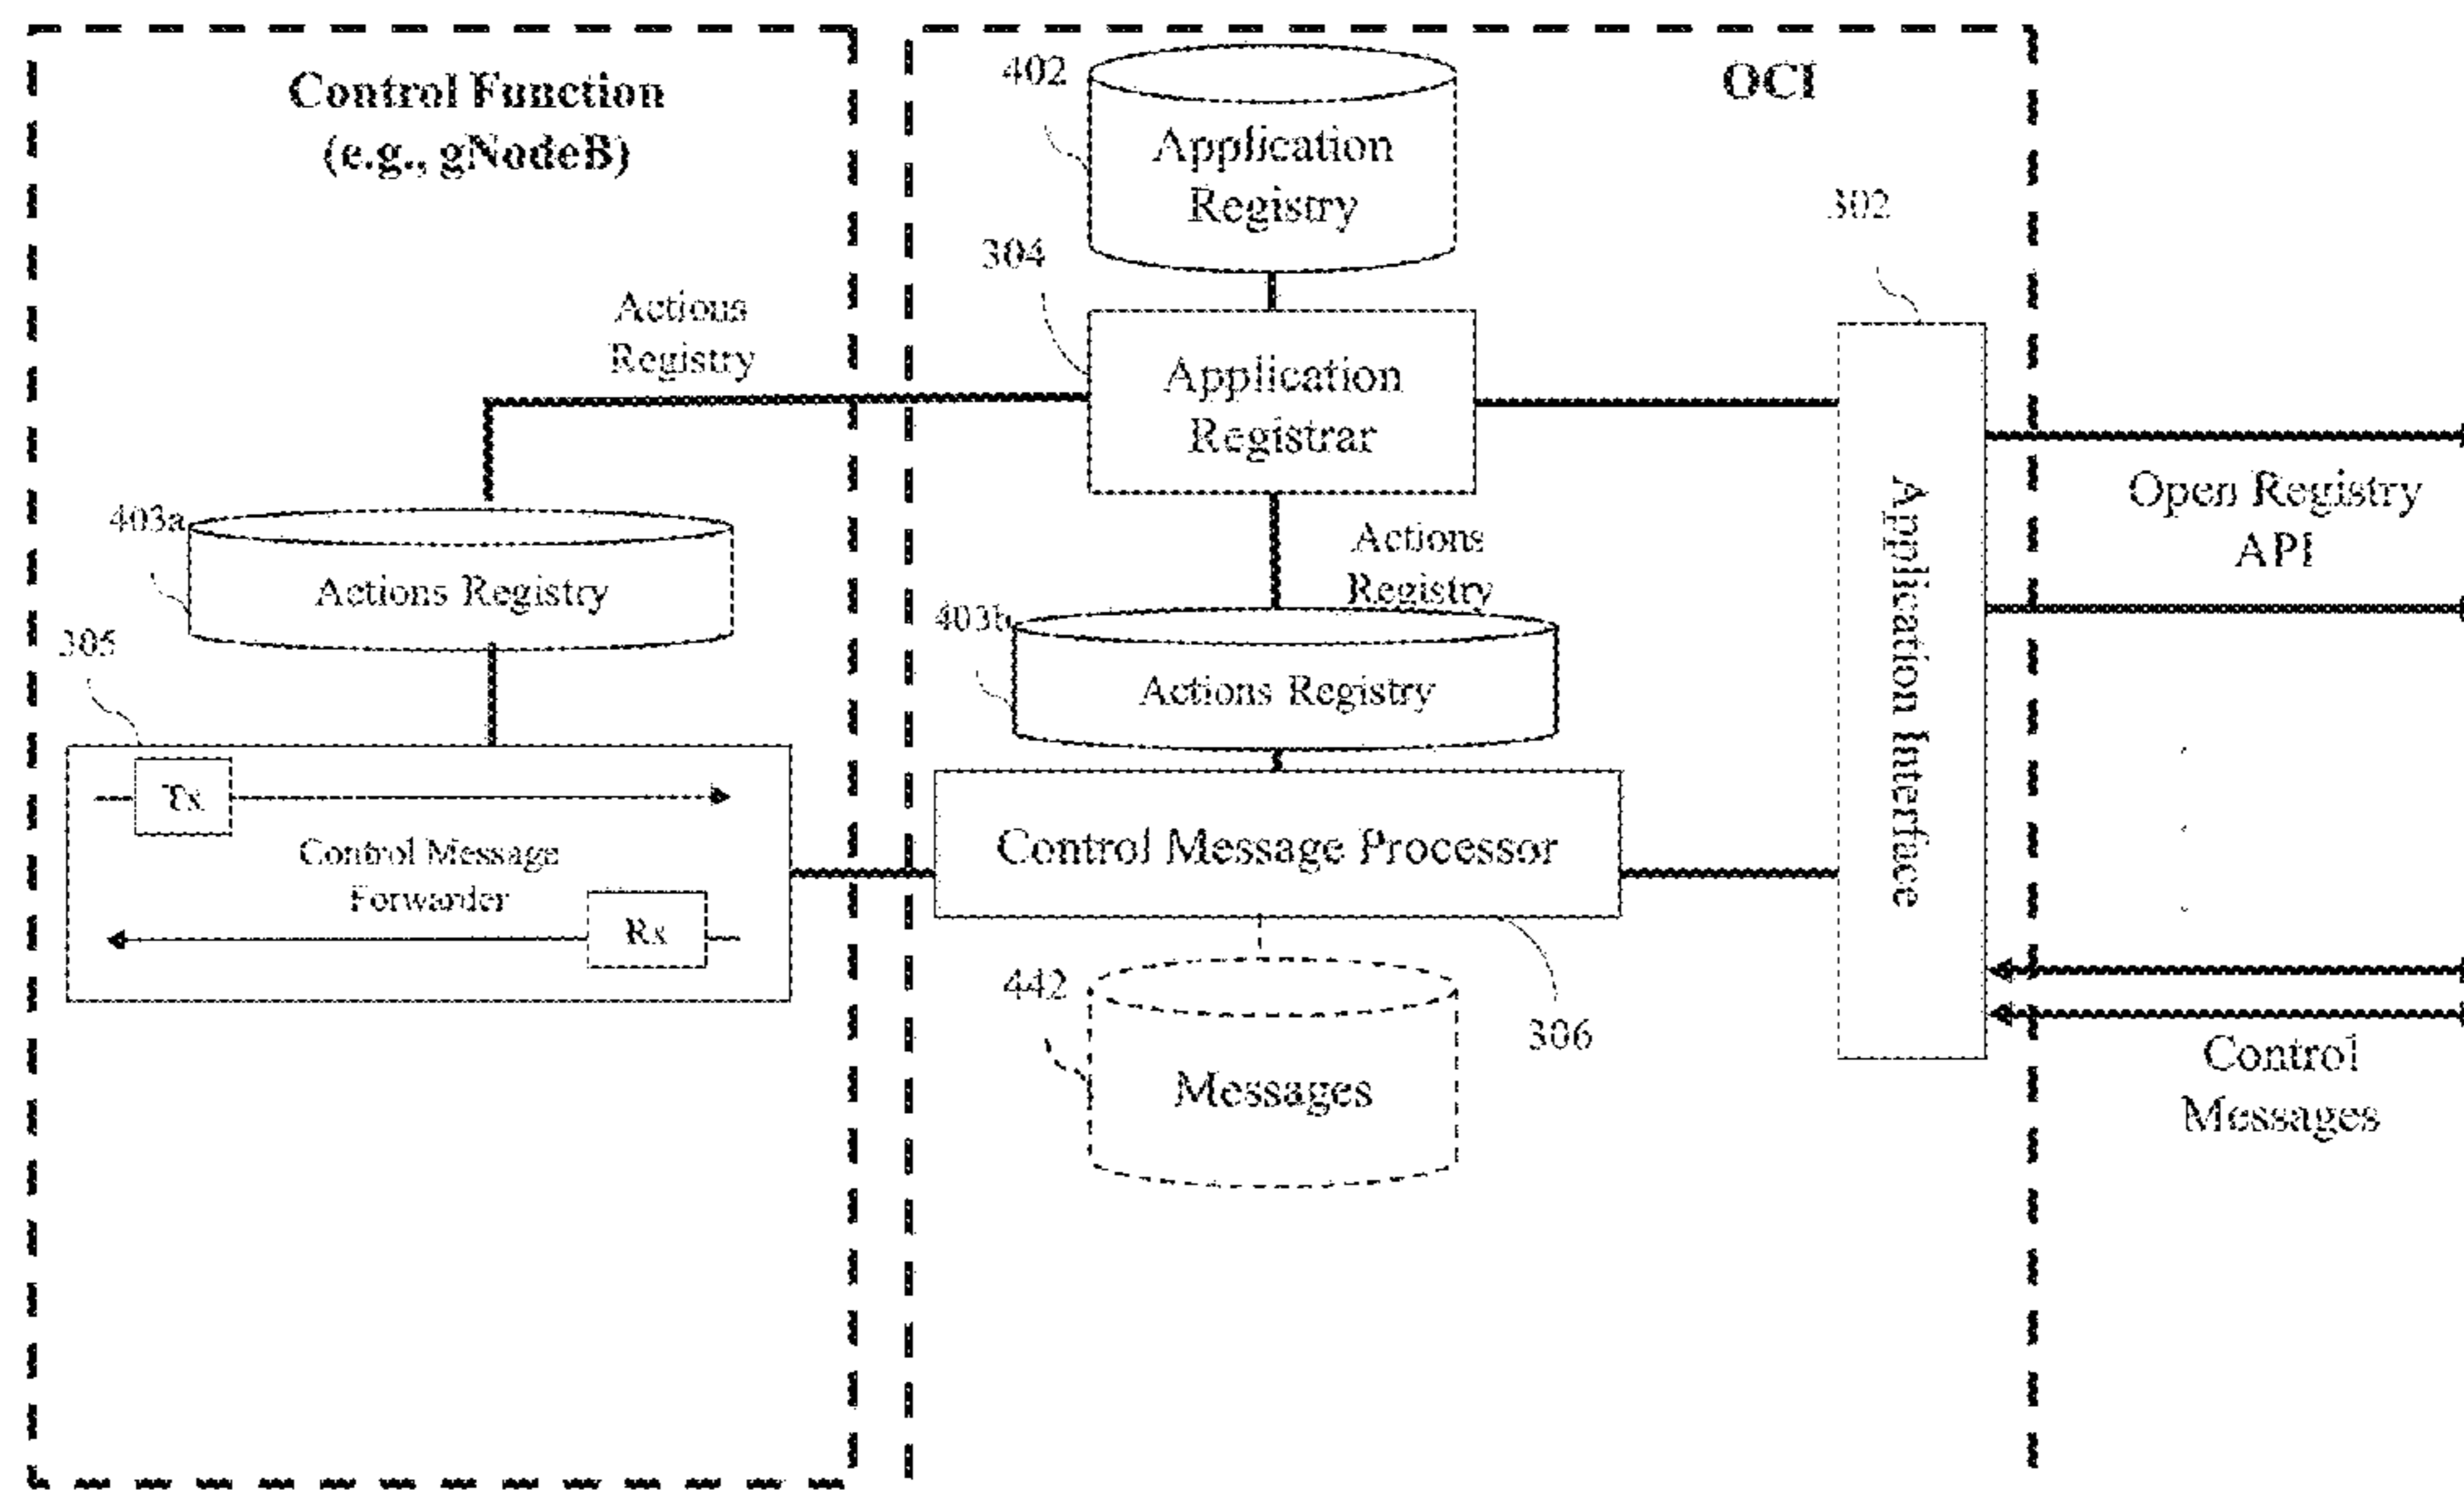 Control Function
(e.g., gNodeB)
OCI
402
Application
Registry
302
304
Actions
Registry
Application
Registrar
Open Registry
API
403a
Actions Registry
Actions
Registry
403b
Actions Registry
Application Interface
305
Tx
Control Message
Forwarder
Rx
Control Message Processor
442
306
Messages
Control
Messages